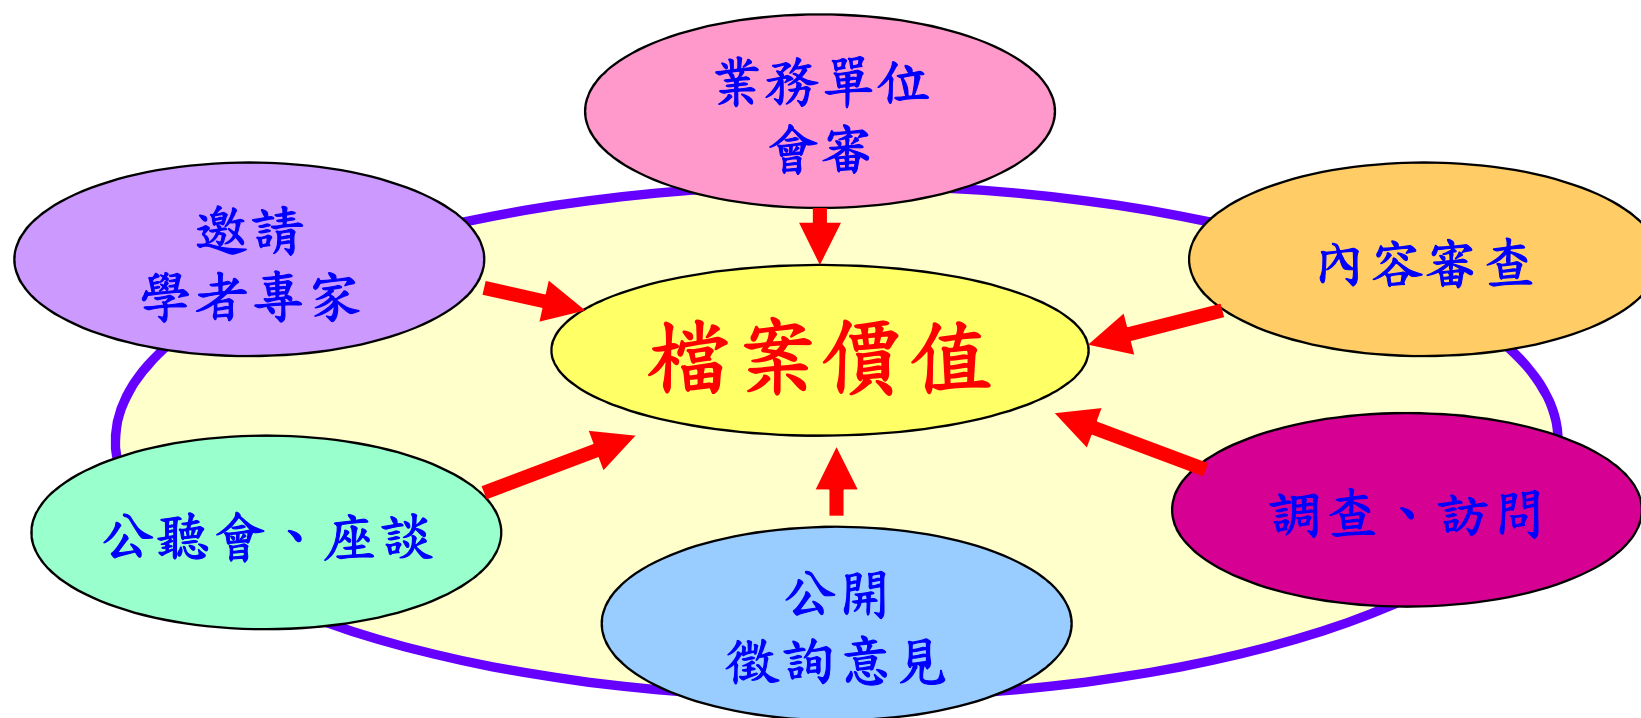 業務單位
會審
邀請
學者專家
內容審查
檔案價值
公聽會、座談
調查、訪問
公開
徵詢意見